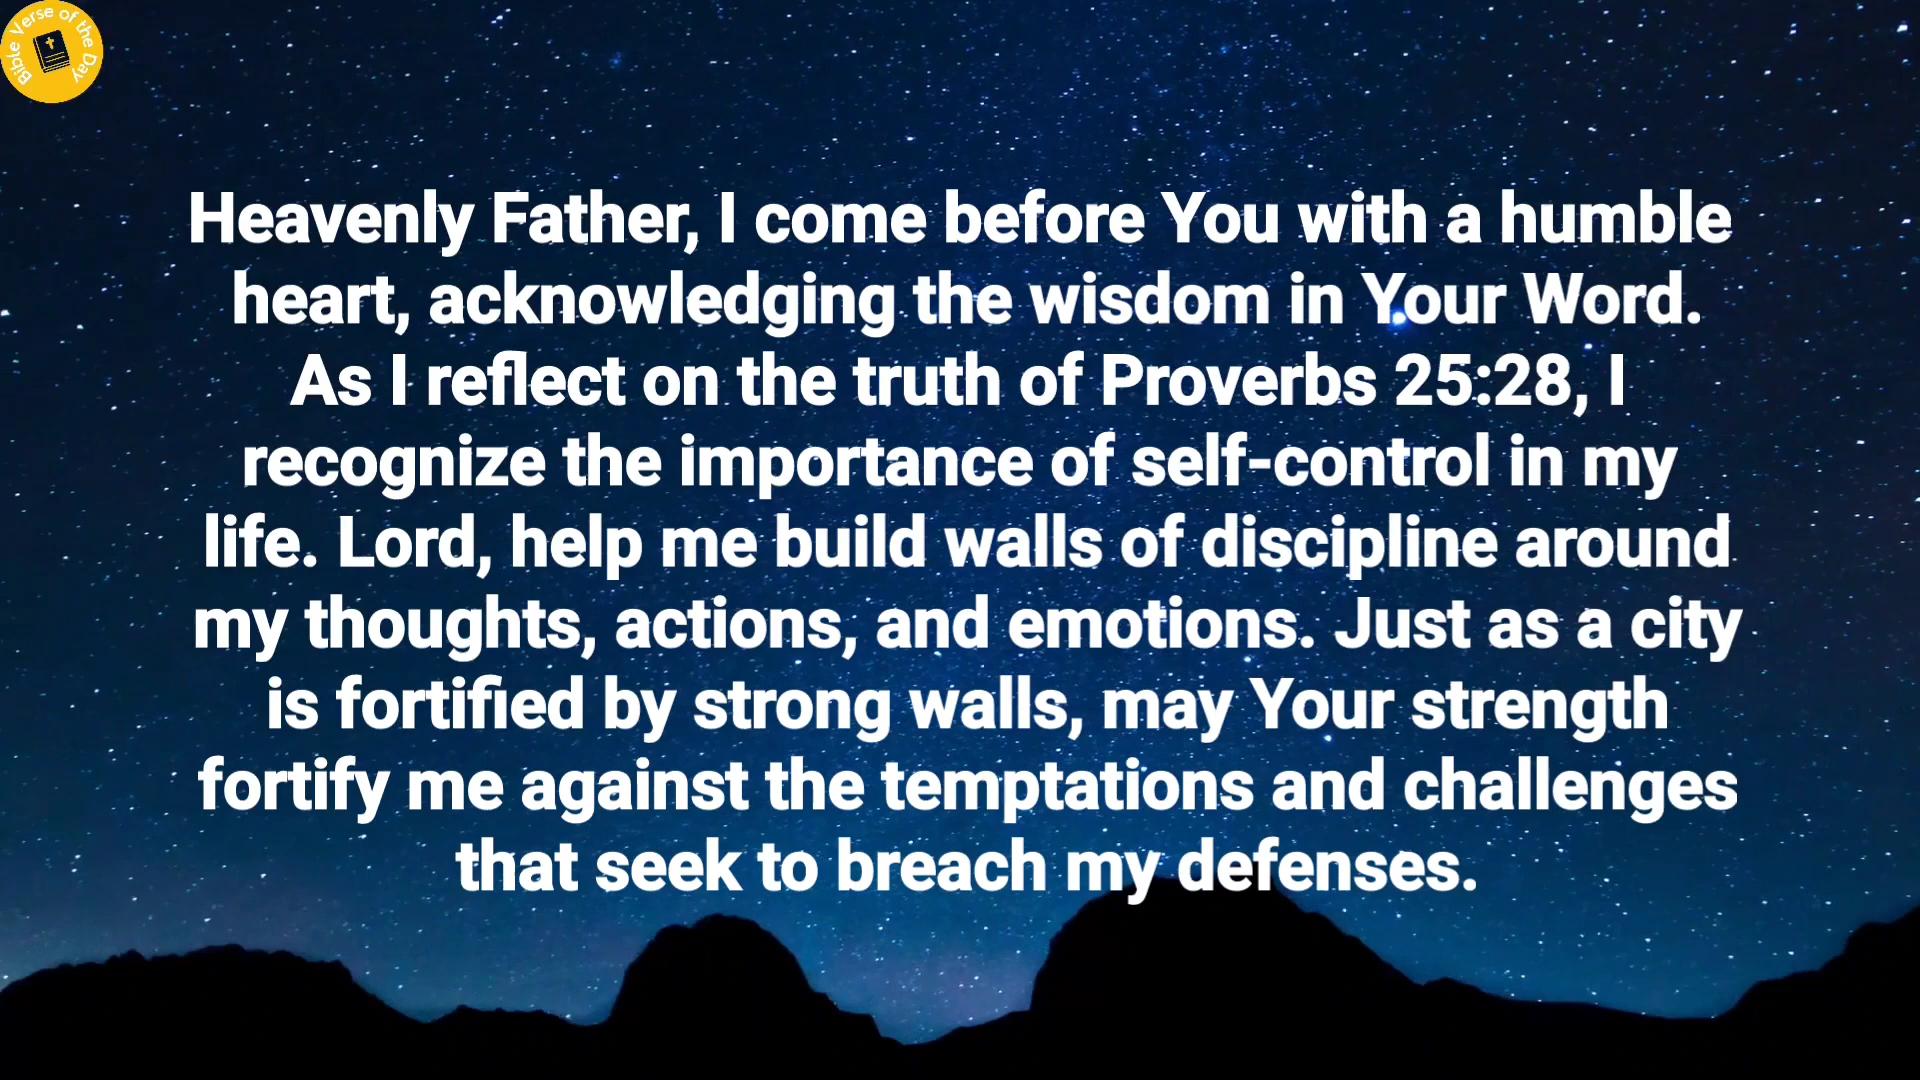 Bible Verse of the Day
Heavenly Father, I come before You with a humble
heart, acknowledging the wisdom in Your Word.
As I reflect on the truth of Proverbs 25:28, I
recognize the importance of self-control in my
life. Lord, help me build walls of discipline around
my thoughts, actions, and emotions. Just as a city
is fortified by strong walls, may Your strength
fortify me against the temptations and challenges
that seek to breach my defenses.